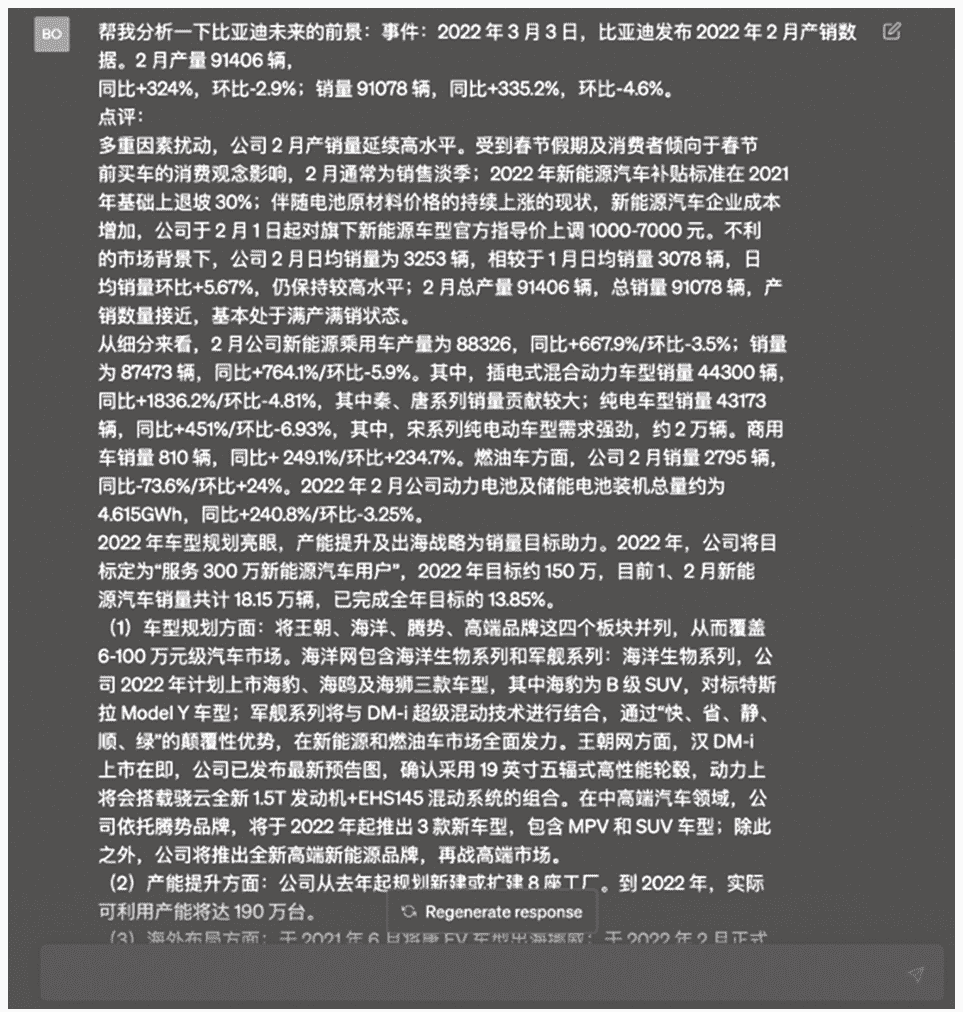 BO
帮我分析一下比亚迪未来的前景：事件：2022 年 3 月 3 日，比亚迪发布 2022 年 2 月产销数
据。2 月产量 91406 辆，
同比+324%，环比-2.9%；销量 91078 辆，同比+335.2%，环比-4.6%。
点评：
多重因素扰动，公司 2 月产销量延续高水平。受到春节假期及消费者倾向于春节
前买车的消费观念影响，2 月通常为销售淡季；2022 年新能源汽车补贴标准在 2021
年基础上退坡 30%；伴随电池原材料价格的持续上涨的现状，新能源汽车企业成本
增加，公司于 2 月 1 日起对旗下新能源车型官方指导价上调 1000-7000 元。不利
的市场背景下，公司 2 月日均销量为 3253 辆，相较于 1 月日均销量 3078 辆，日
均销量环比+5.67%，仍保持较高水平；2 月总产量 91406 辆，总销量 91078 辆，产
销数量接近，基本处于满产满销状态。
从细分来看，2 月公司新能源乘用车产量为 88326，同比+667.9%/环比-3.5%；销量
为 87473 辆，同比+764.1%/环比-5.9%。其中，插电式混合动力车型销量 44300 辆，
同比+1836.2%/环比-4.81%，其中秦、唐系列销量贡献较大；纯电车型销量 43173
辆，同比+451%/环比-6.93%，其中，宋系列纯电动车型需求强劲，约 2 万辆。商用
车销量 810 辆，同比+ 249.1%/环比+234.7%。燃油车方面，公司 2 月销量 2795 辆，
同比-73.6%/环比+24%。2022 年 2 月公司动力电池及储能电池装机总量约为
4.615GWh，同比+240.8%/环比-3.25%。
2022 年车型规划亮眼，产能提升及出海战略为销量目标助力。2022 年，公司将目
标定为“服务 300 万新能源汽车用户”，2022 年目标约 150 万，目前 1、2 月新能
源汽车销量共计 18.15 万辆，已完成全年目标的 13.85%。
（1）车型规划方面：将王朝、海洋、腾势、高端品牌这四个板块并列，从而覆盖
6-100 万元级汽车市场。海洋网包含海洋生物系列和军舰系列：海洋生物系列，公
司 2022 年计划上市海豹、海鸥及海狮三款车型，其中海豹为 B 级 SUV，对标特斯
拉 Model Y 车型；军舰系列将与 DM-i 超级混动技术进行结合，通过“快、省、静、
顺、绿”的颠覆性优势，在新能源和燃油车市场全面发力。王朝网方面，汉 DM-i
上市在即，公司已发布最新预告图，确认采用 19 英寸五辐式高性能轮毂，动力上
将会搭载骁云全新 1.5T 发动机+EHS145 混动系统的组合。在中高端汽车领域，公
司依托腾势品牌，将于 2022 年起推出 3 款新车型，包含 MPV 和 SUV 车型；除此
之外，公司将推出全新高端新能源品牌，再战高端市场。
（2）产能提升方面：公司从去年起规划新建或扩建 8 座工厂。到 2022 年，实际
可利用产能将达 190 万台。
Regenerate response
（3）海外布局方面：于 2021 年 6 月将唐 EV 车型出海挪威；于 2022 年 2 月正式